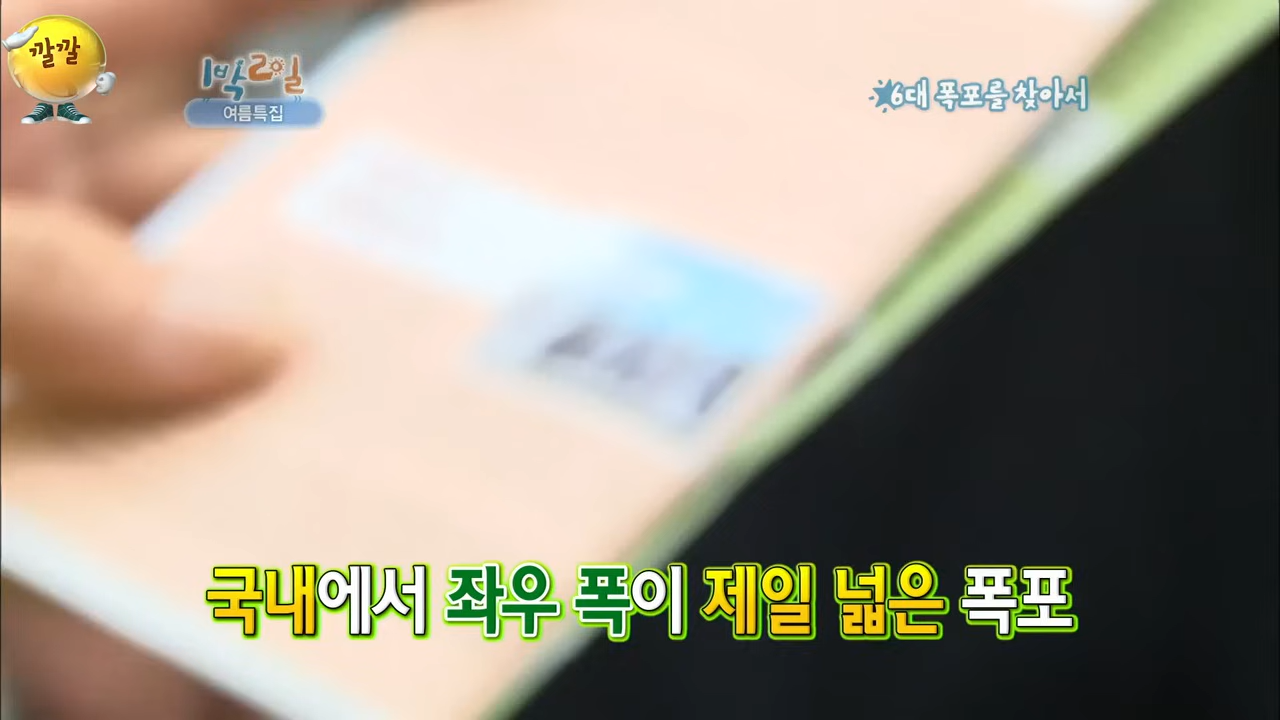 깔깔
1박2일
여름특집
6대 폭포를 찾아서
국내에서 좌우 폭이 제일 넓은 폭포